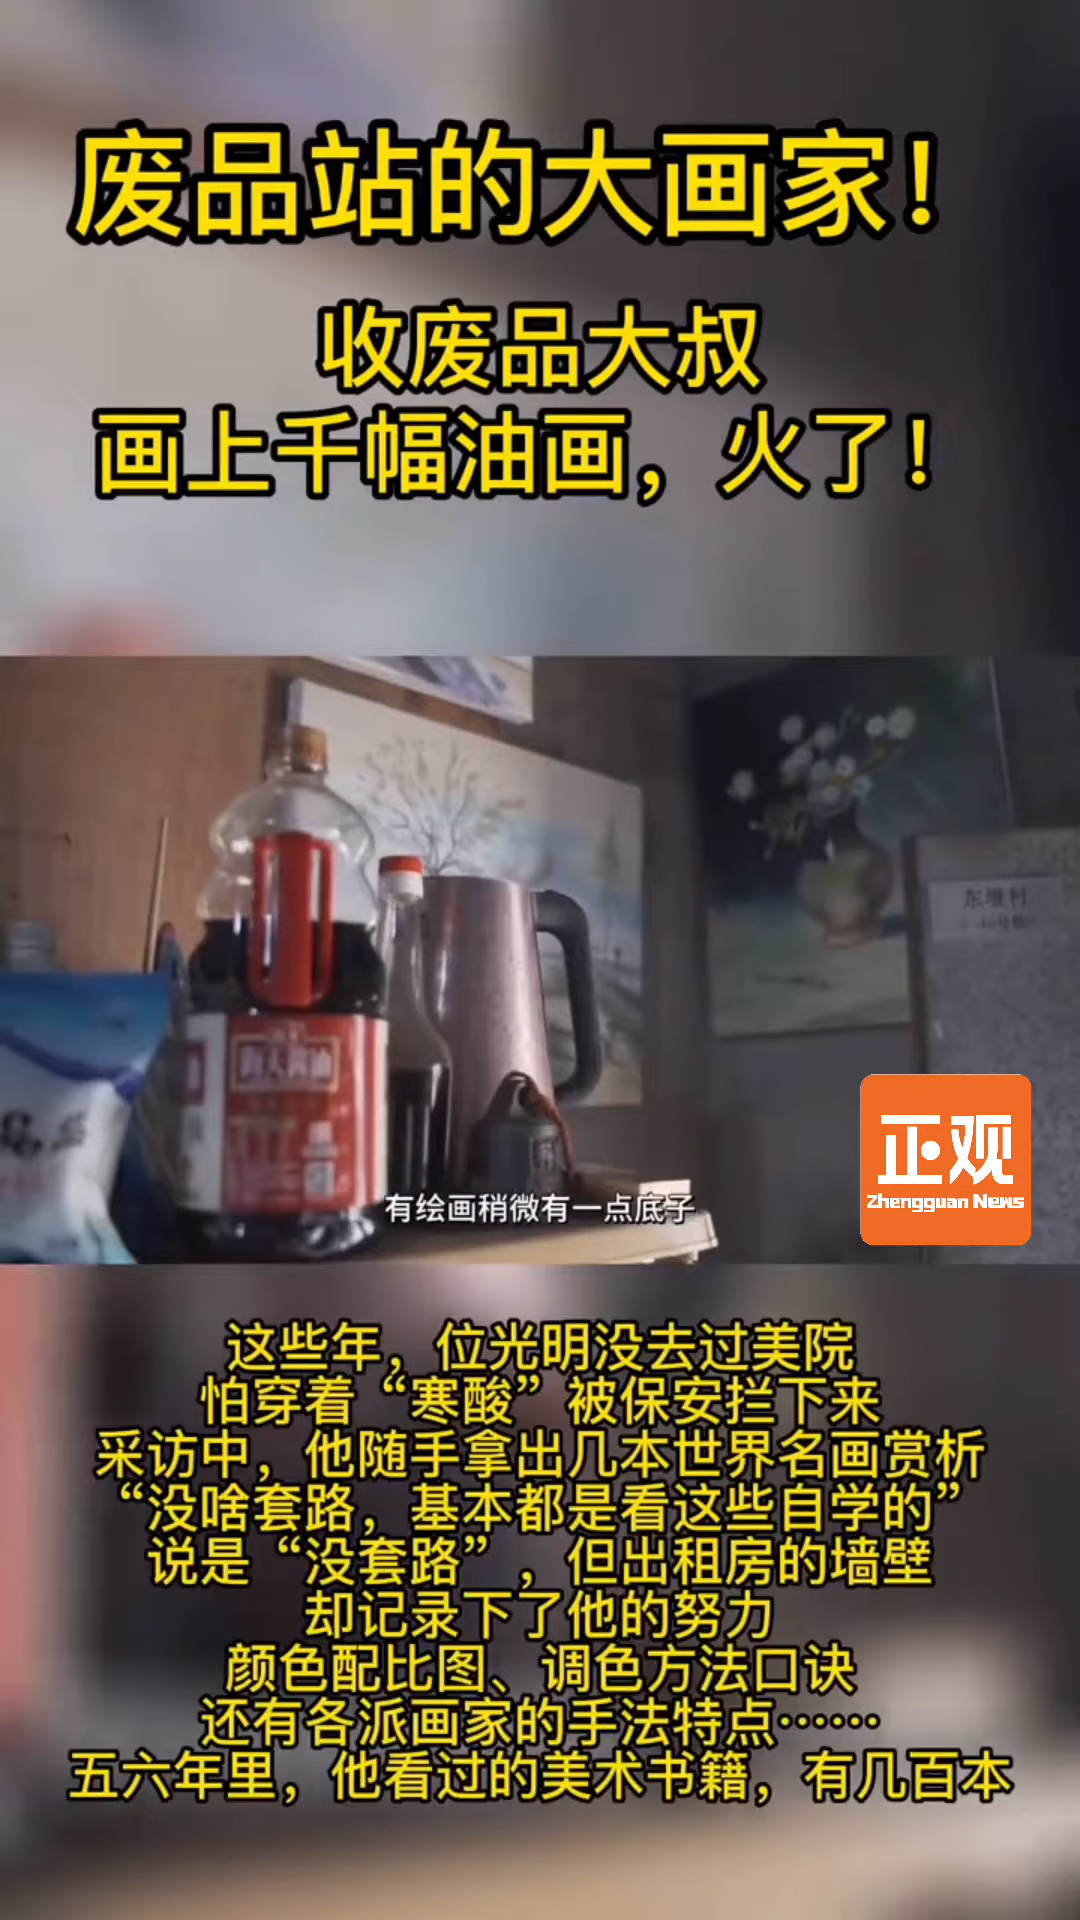 废品站的大画家！
收废品大叔
画上千幅油画，火了！
东堆村
海天酱油
有绘画稍微有一点底子
正观
Zhengguan News
这些年，位光明没去过美院
怕穿着“寒酸”被保安拦下来
采访中，他随手拿出几本世界名画赏析
“没啥套路，基本都是看这些自学的”
说是“没套路”，但出租房的墙壁
却记录下了他的努力
颜色配比图、调色方法口诀
还有各派画家的手法特点……
五六年里，他看过的美术书籍，有几百本